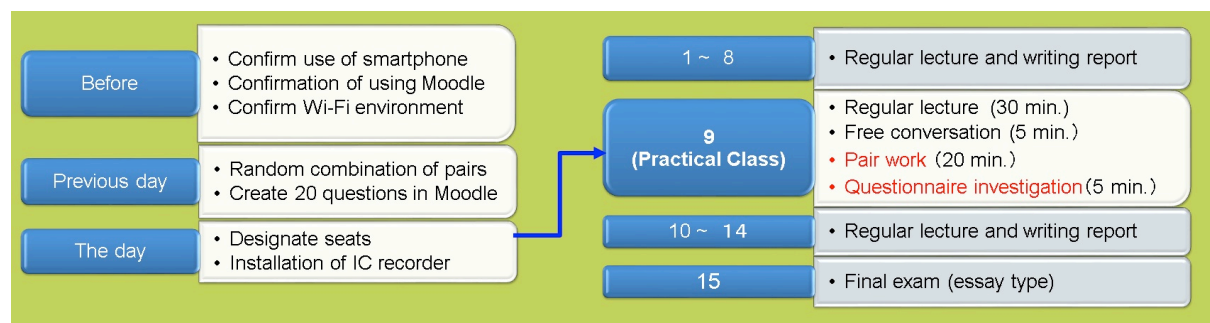 Before
• Confirm use of smartphone
• Confirmation of using Moodle
• Confirm Wi-Fi environment
Previous day
• Random combination of pairs
• Create 20 questions in Moodle
The day
• Designate seats
• Installation of IC recorder
1 ~ 8
• Regular lecture and writing report
9
(Practical Class)
• Regular lecture (30 min.)
• Free conversation (5 min.)
• Pair work (20 min.)
• Questionnaire investigation (5 min.)
10 ~ 14
• Regular lecture and writing report
15
• Final exam (essay type)